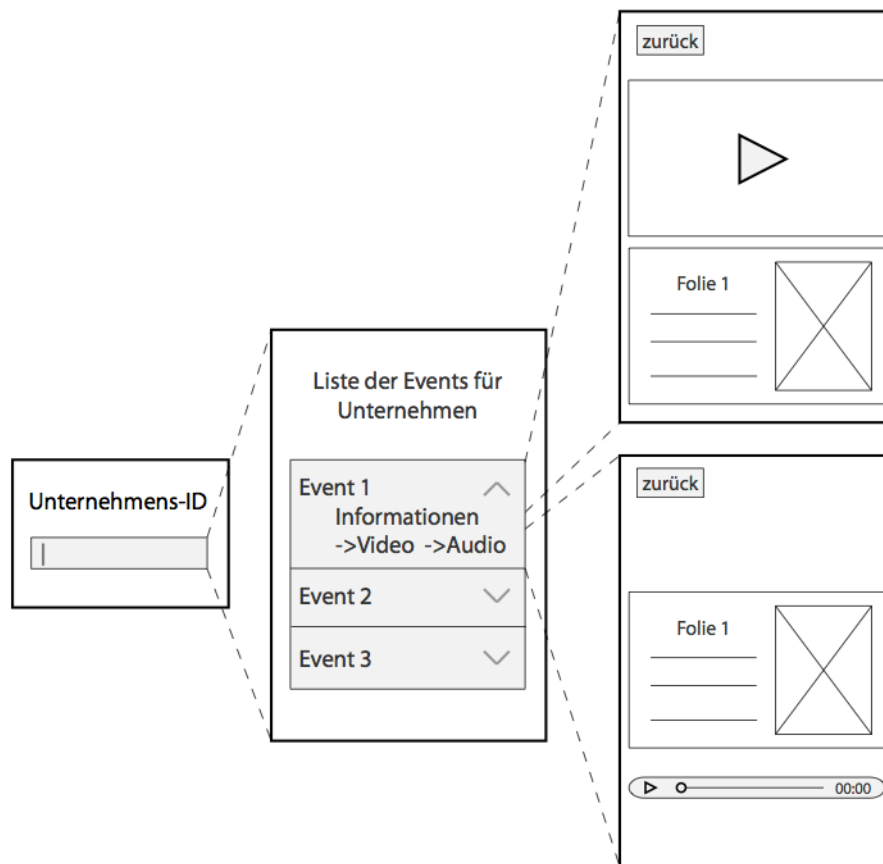 Unternehmens-ID
Liste der Events für
Unternehmen
Event 1
Informationen
->Video ->Audio
Event 2
Event 3
zurück
Folie 1
zurück
Folie 1
00:00